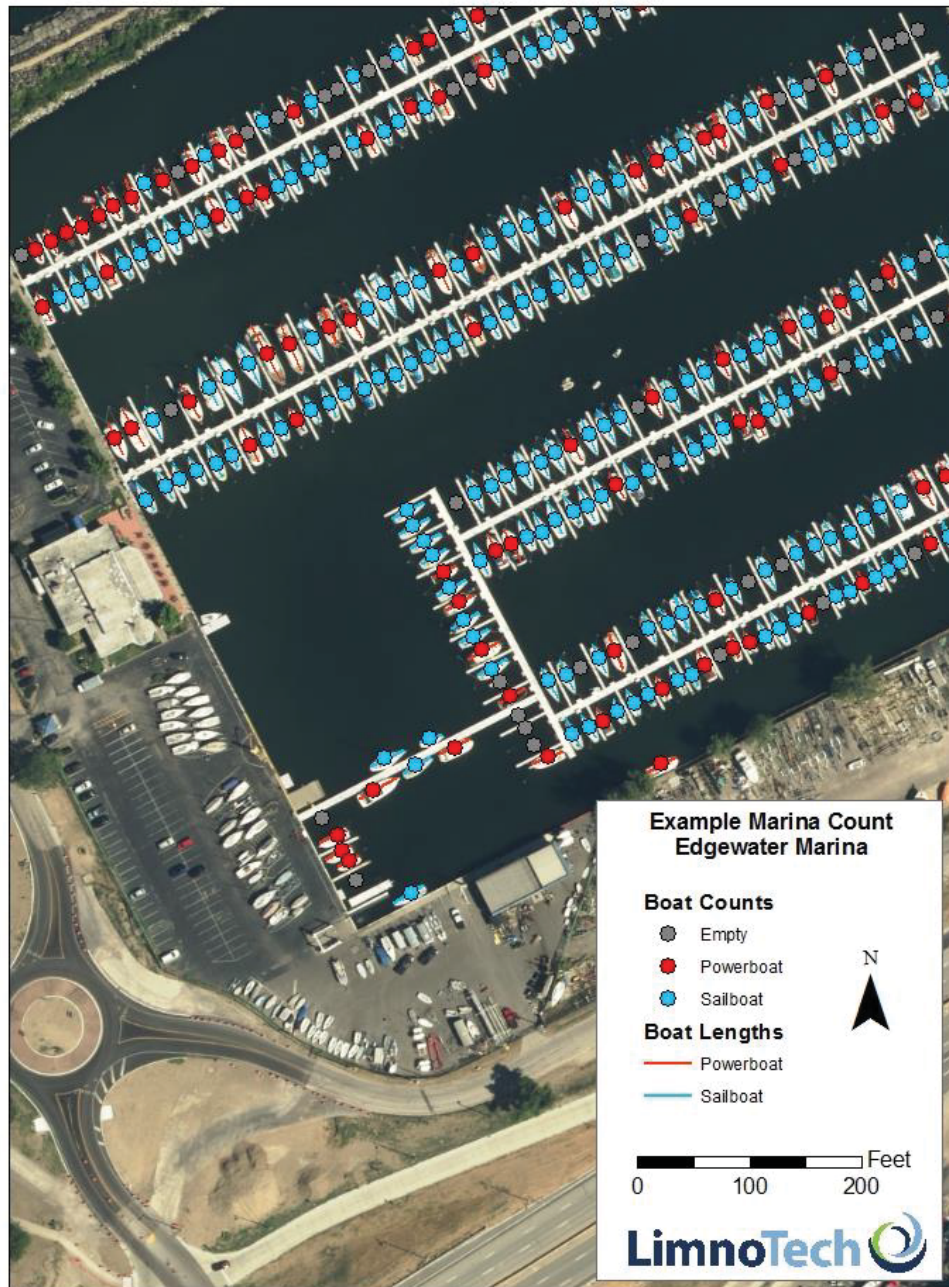 Example Marina Count
Edgewater Marina
Boat Counts
Empty
Powerboat
Sailboat
N
Boat Lengths
Powerboat
Sailboat
Feet
0 100 200
LimnoTech